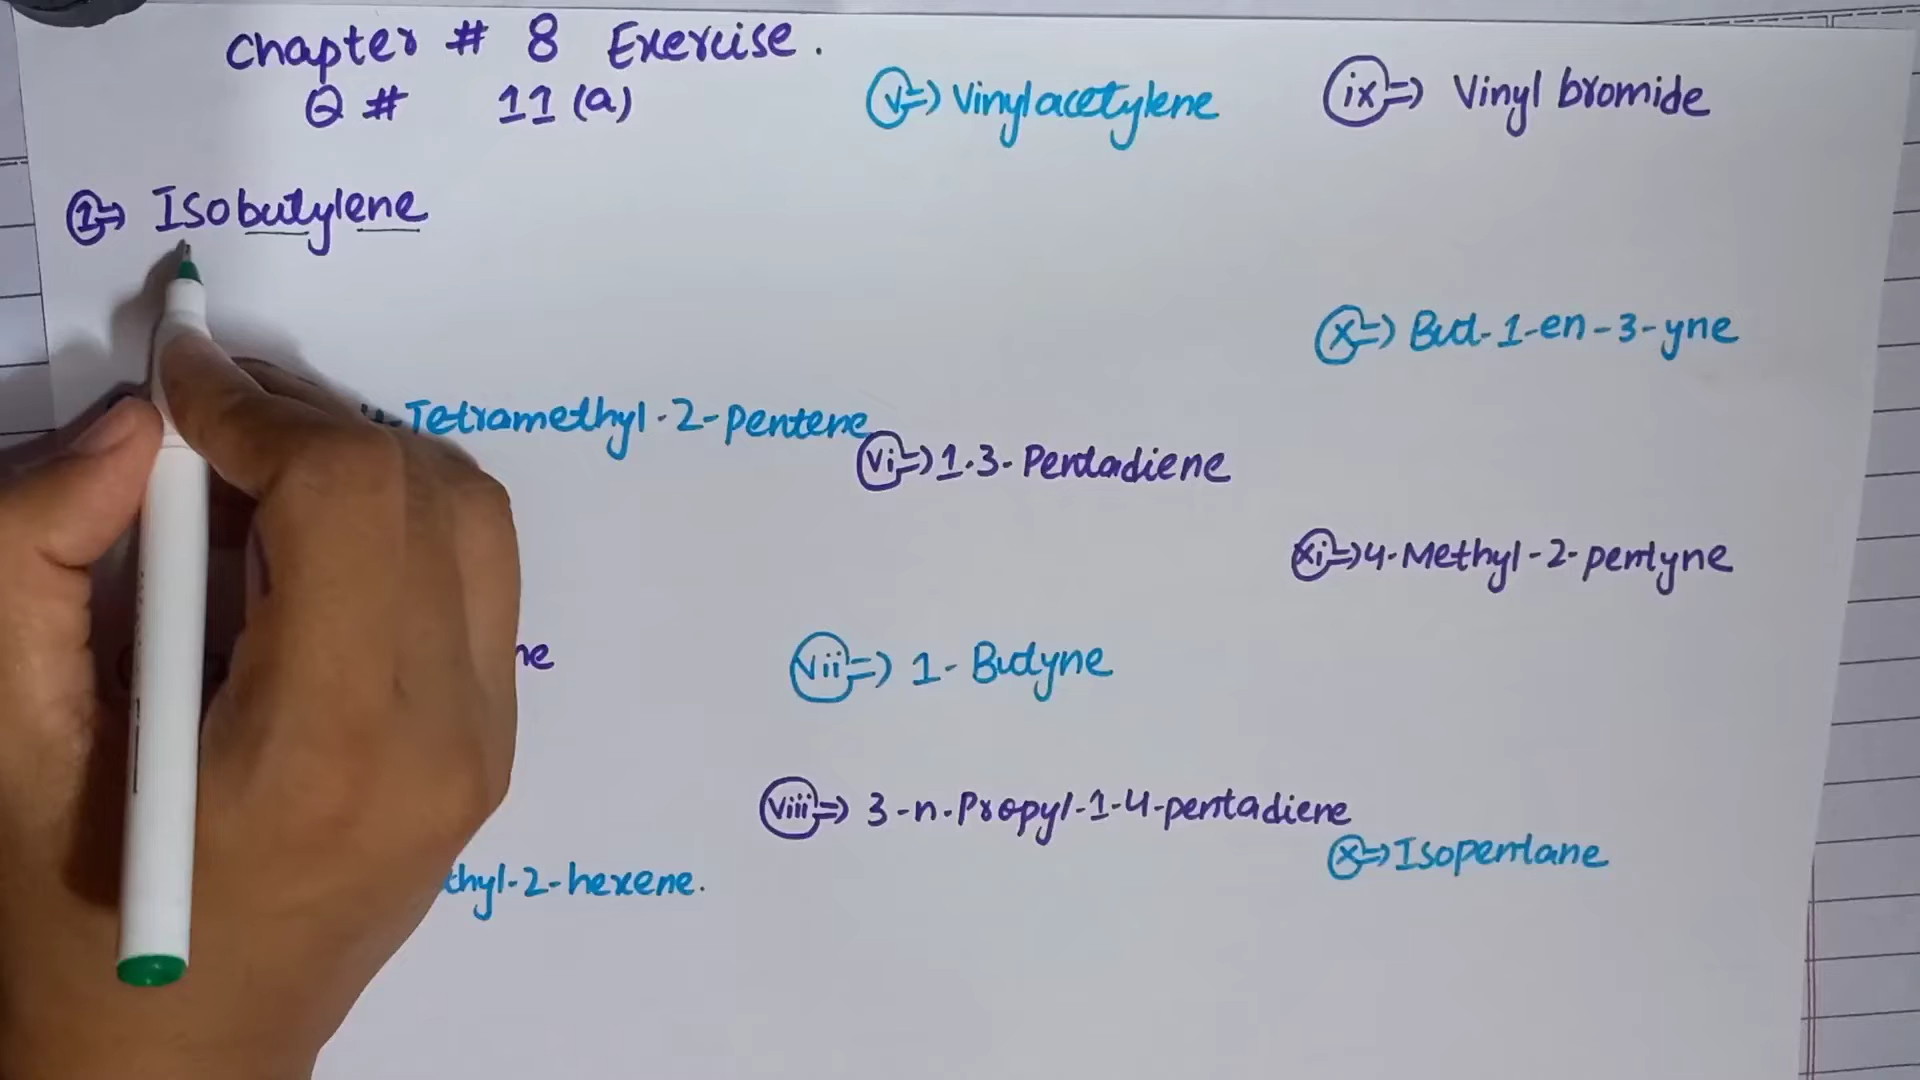 Chapter # 8 Exercise.
Q # 11 (a)
1⇒ Isobutylene
-Tetramethyl-2-pentene
ne
thyl-2-hexene.
v⇒ Vinylacetylene
vi⇒ 1.3-Pentadiene
vii⇒ 1-Butyne
viii⇒ 3-n.Propyl-1-4-pentadiene
ix⇒ Vinyl bromide
x⇒ But-1-en-3-yne
xi⇒ 4-Methyl-2-pentyne
x⇒ Isopentane